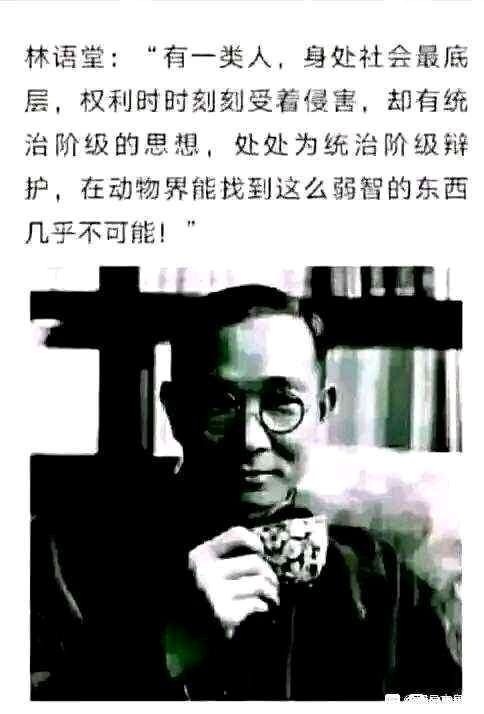 林语堂：“有一类人，身处社会最底
层，权利时时刻刻受着侵害，却有统
治阶级的思想，处处为统治阶级辩
护，在动物界能找到这么弱智的东西
几乎不可能！”